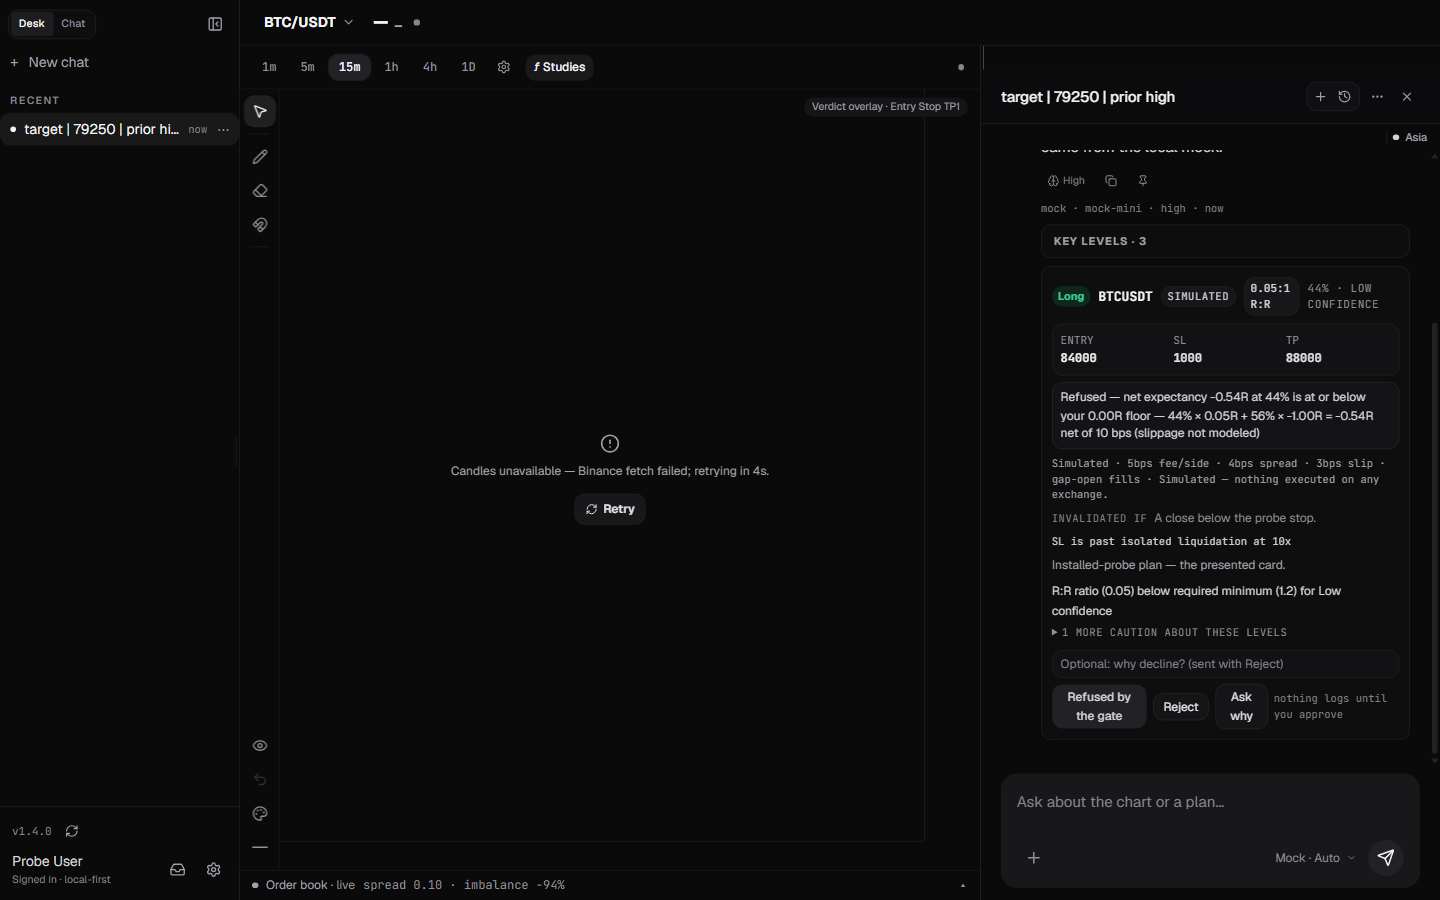 Desk Chat
BTC/USDT
1m 5m 15m 1h 4h 1D f Studies
+ New chat
RECENT
target | 79250 | prior hi... now ...
Verdict overlay · Entry Stop TP1
Candles unavailable — Binance fetch failed; retrying in 4s.
Retry
v1.4.0
Probe User
Signed in · local-first
Order book · live spread 0.10 · imbalance -94%
target | 79250 | prior high
Asia
came from the local mock.
High
mock · mock-mini · high · now
KEY LEVELS · 3
Long BTCUSDT SIMULATED 0.05:1 R:R 44% · LOW CONFIDENCE
ENTRY SL TP
84000 1000 88000
Refused — net expectancy -0.54R at 44% is at or below
your 0.00R floor — 44% × 0.05R + 56% × -1.00R = -0.54R
net of 10 bps (slippage not modeled)
Simulated · 5bps fee/side · 4bps spread · 3bps slip ·
gap-open fills · Simulated — nothing executed on any
exchange.
INVALIDATED IF A close below the probe stop.
SL is past isolated liquidation at 10x
Installed-probe plan — the presented card.
R:R ratio (0.05) below required minimum (1.2) for Low
confidence
1 MORE CAUTION ABOUT THESE LEVELS
Optional: why decline? (sent with Reject)
Refused by the gate Reject Ask why nothing logs until you approve
Ask about the chart or a plan...
Mock · Auto